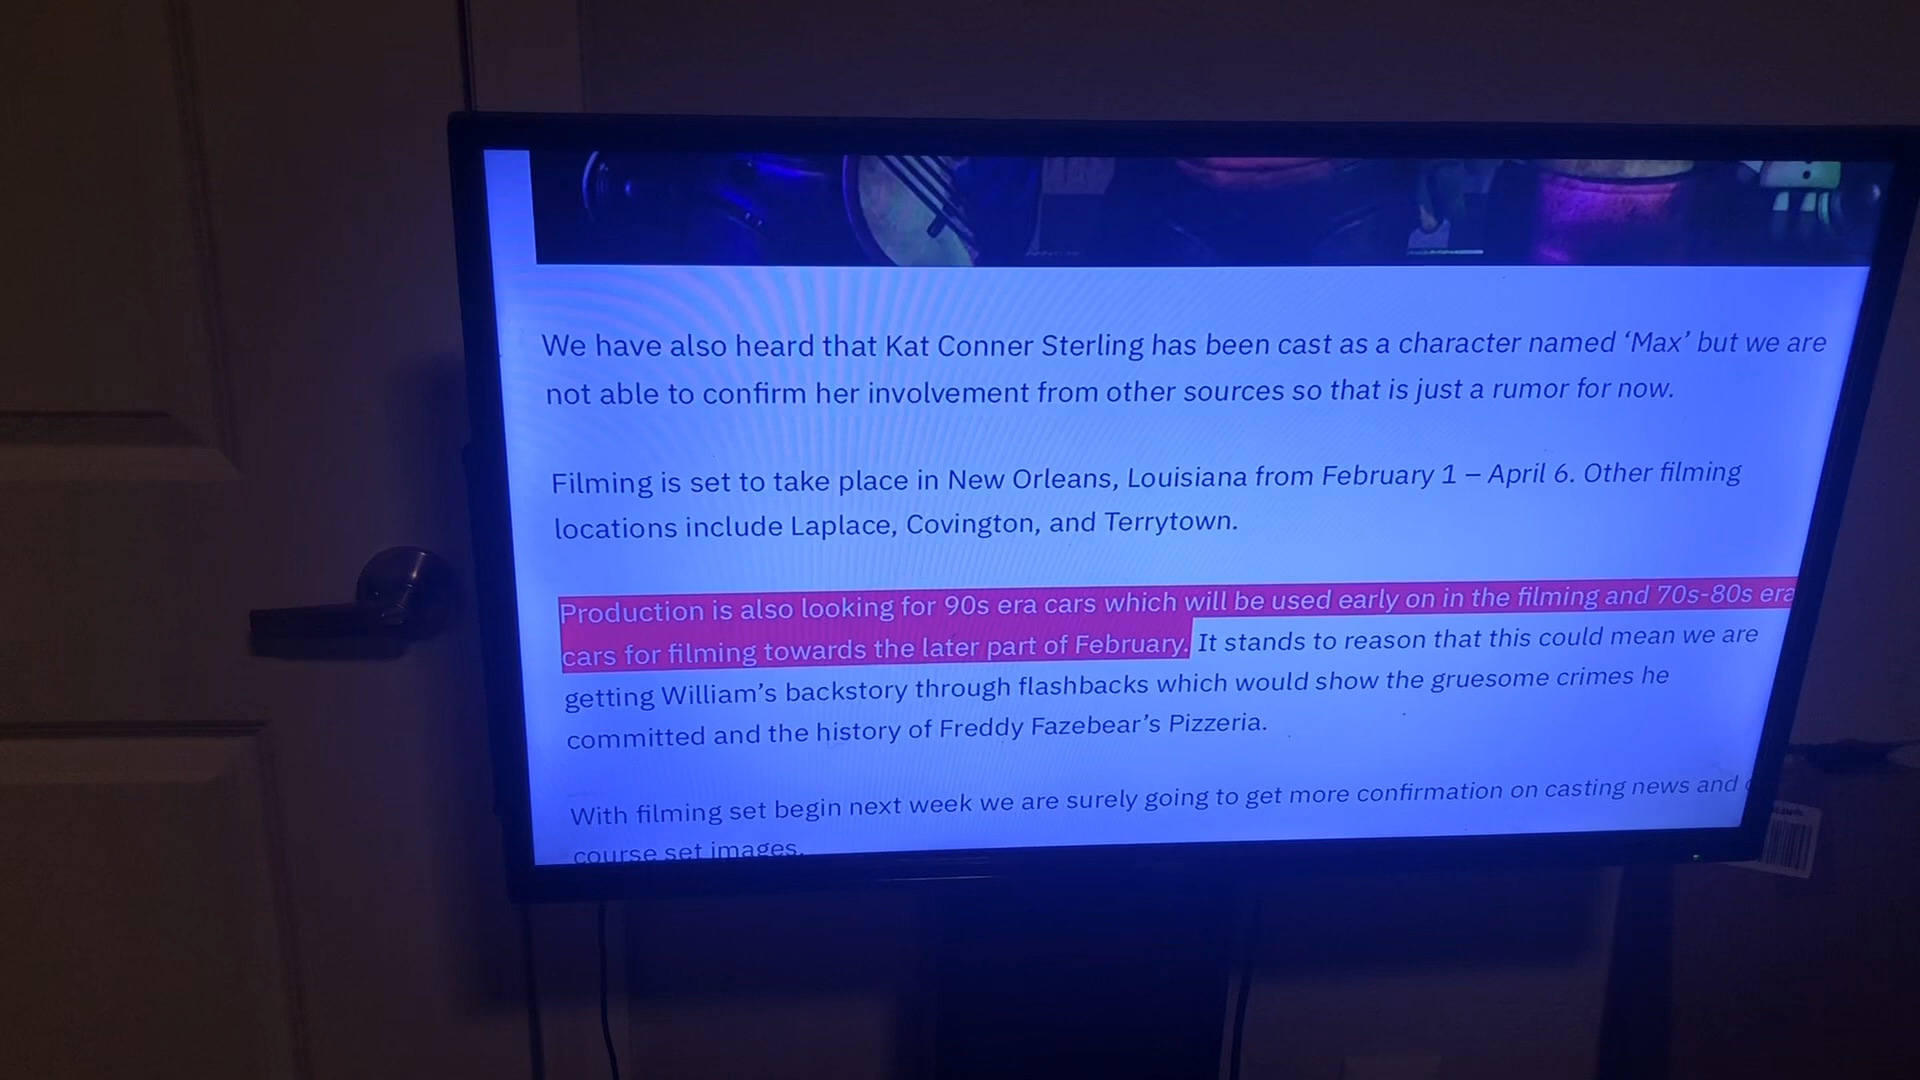 We have also heard that Kat Conner Sterling has been cast as a character named ‘Max’ but we are
not able to confirm her involvement from other sources so that is just a rumor for now.
Filming is set to take place in New Orleans, Louisiana from February 1 – April 6. Other filming
locations include Laplace, Covington, and Terrytown.
Production is also looking for 90s era cars which will be used early on in the filming and 70s-80s era
cars for filming towards the later part of February. It stands to reason that this could mean we are
getting William’s backstory through flashbacks which would show the gruesome crimes he
committed and the history of Freddy Fazebear’s Pizzeria.
With filming set begin next week we are surely going to get more confirmation on casting news and
course set images.